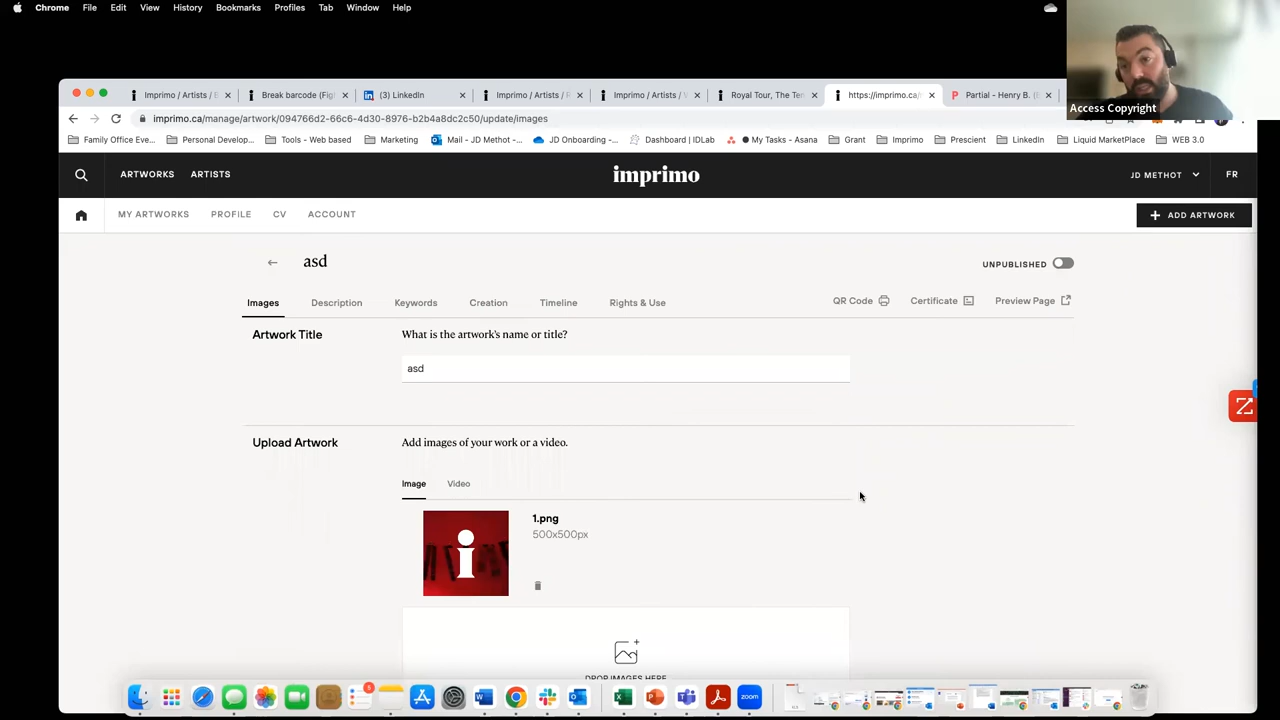 Chrome File Edit View History Bookmarks Profiles Tab Window Help
Access Copyright
Imprimo / Artists / Break barcode (Fig (3) LinkedIn Imprimo / Artists / Imprimo / Artists / Royal Tour, The Ten https://imprimo.ca/ Partial - Henry B. (
imprimo.ca/manage/artwork/094766d2-66c6-4d30-8976-b2b448dc2c50/update/images
Family Office Eve... Personal Develop... Tools - Web based Marketing Mail - JD Methot -... JD Onboarding -... Dashboard | IDLab My Tasks - Asana Grant Imprimo Prescient LinkedIn Liquid MarketPlace WEB 3.0
ARTWORKS ARTISTS imprimo JD METHOT FR
MY ARTWORKS PROFILE CV ACCOUNT ADD ARTWORK
asd UNPUBLISHED
Images Description Keywords Creation Timeline Rights & Use QR Code Certificate Preview Page
Artwork Title What is the artwork's name or title?
asd
Upload Artwork Add images of your work or a video.
Image Video
1.png
500x500px
DROP IMAGES HERE
zoom